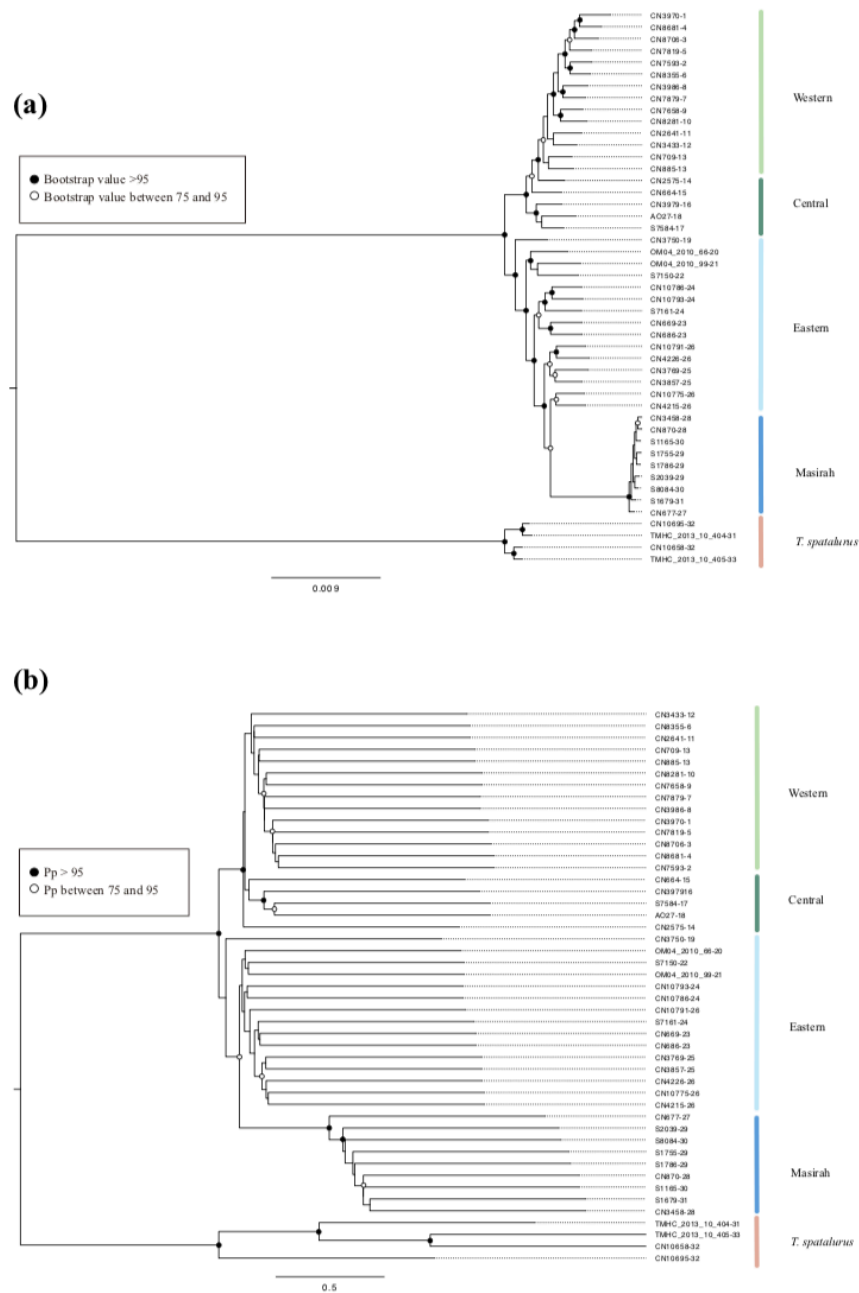 (a)
Bootstrap value >95
Bootstrap value between 75 and 95
CN3970-1
CN8681-4
CN8706-3
CN7819-5
CN7593-2
CN8355-6
CN3986-8
CN7879-7
CN7658-9
CN8281-10
CN2641-11
CN3433-12
CN709-13
CN885-13
Western
CN2575-14
CN664-15
CN3979-16
AO27-18
S7584-17
Central
CN3750-19
OM04_2010_66-20
OM04_2010_99-21
S7150-22
CN10786-24
CN10793-24
S7161-24
CN669-23
CN686-23
CN10791-26
CN4226-26
CN3769-25
CN3857-25
CN10775-26
CN4215-26
Eastern
CN3458-28
CN870-28
S1165-30
S1755-29
S1786-29
S2039-29
S8084-30
S1679-31
CN677-27
Masirah
CN10695-32
TMHC_2013_10_404-31
CN10658-32
TMHC_2013_10_405-33
T. spatalurus
0.009
(b)
Pp > 95
Pp between 75 and 95
CN3433-12
CN8355-6
CN2641-11
CN709-13
CN885-13
CN8281-10
CN7658-9
CN7879-7
CN3986-8
CN3970-1
CN7819-5
CN8706-3
CN8681-4
CN7593-2
Western
CN664-15
CN397916
S7584-17
AO27-18
CN2575-14
Central
CN3750-19
OM04_2010_66-20
S7150-22
OM04_2010_99-21
CN10793-24
CN10786-24
CN10791-26
S7161-24
CN669-23
CN686-23
CN3769-25
CN3857-25
CN4226-26
CN10775-26
CN4215-26
Eastern
CN677-27
S2039-29
S8084-30
S1755-29
S1786-29
CN870-28
S1165-30
S1679-31
CN3458-28
Masirah
TMHC_2013_10_404-31
TMHC_2013_10_405-33
CN10658-32
CN10695-32
T. spatalurus
0.5